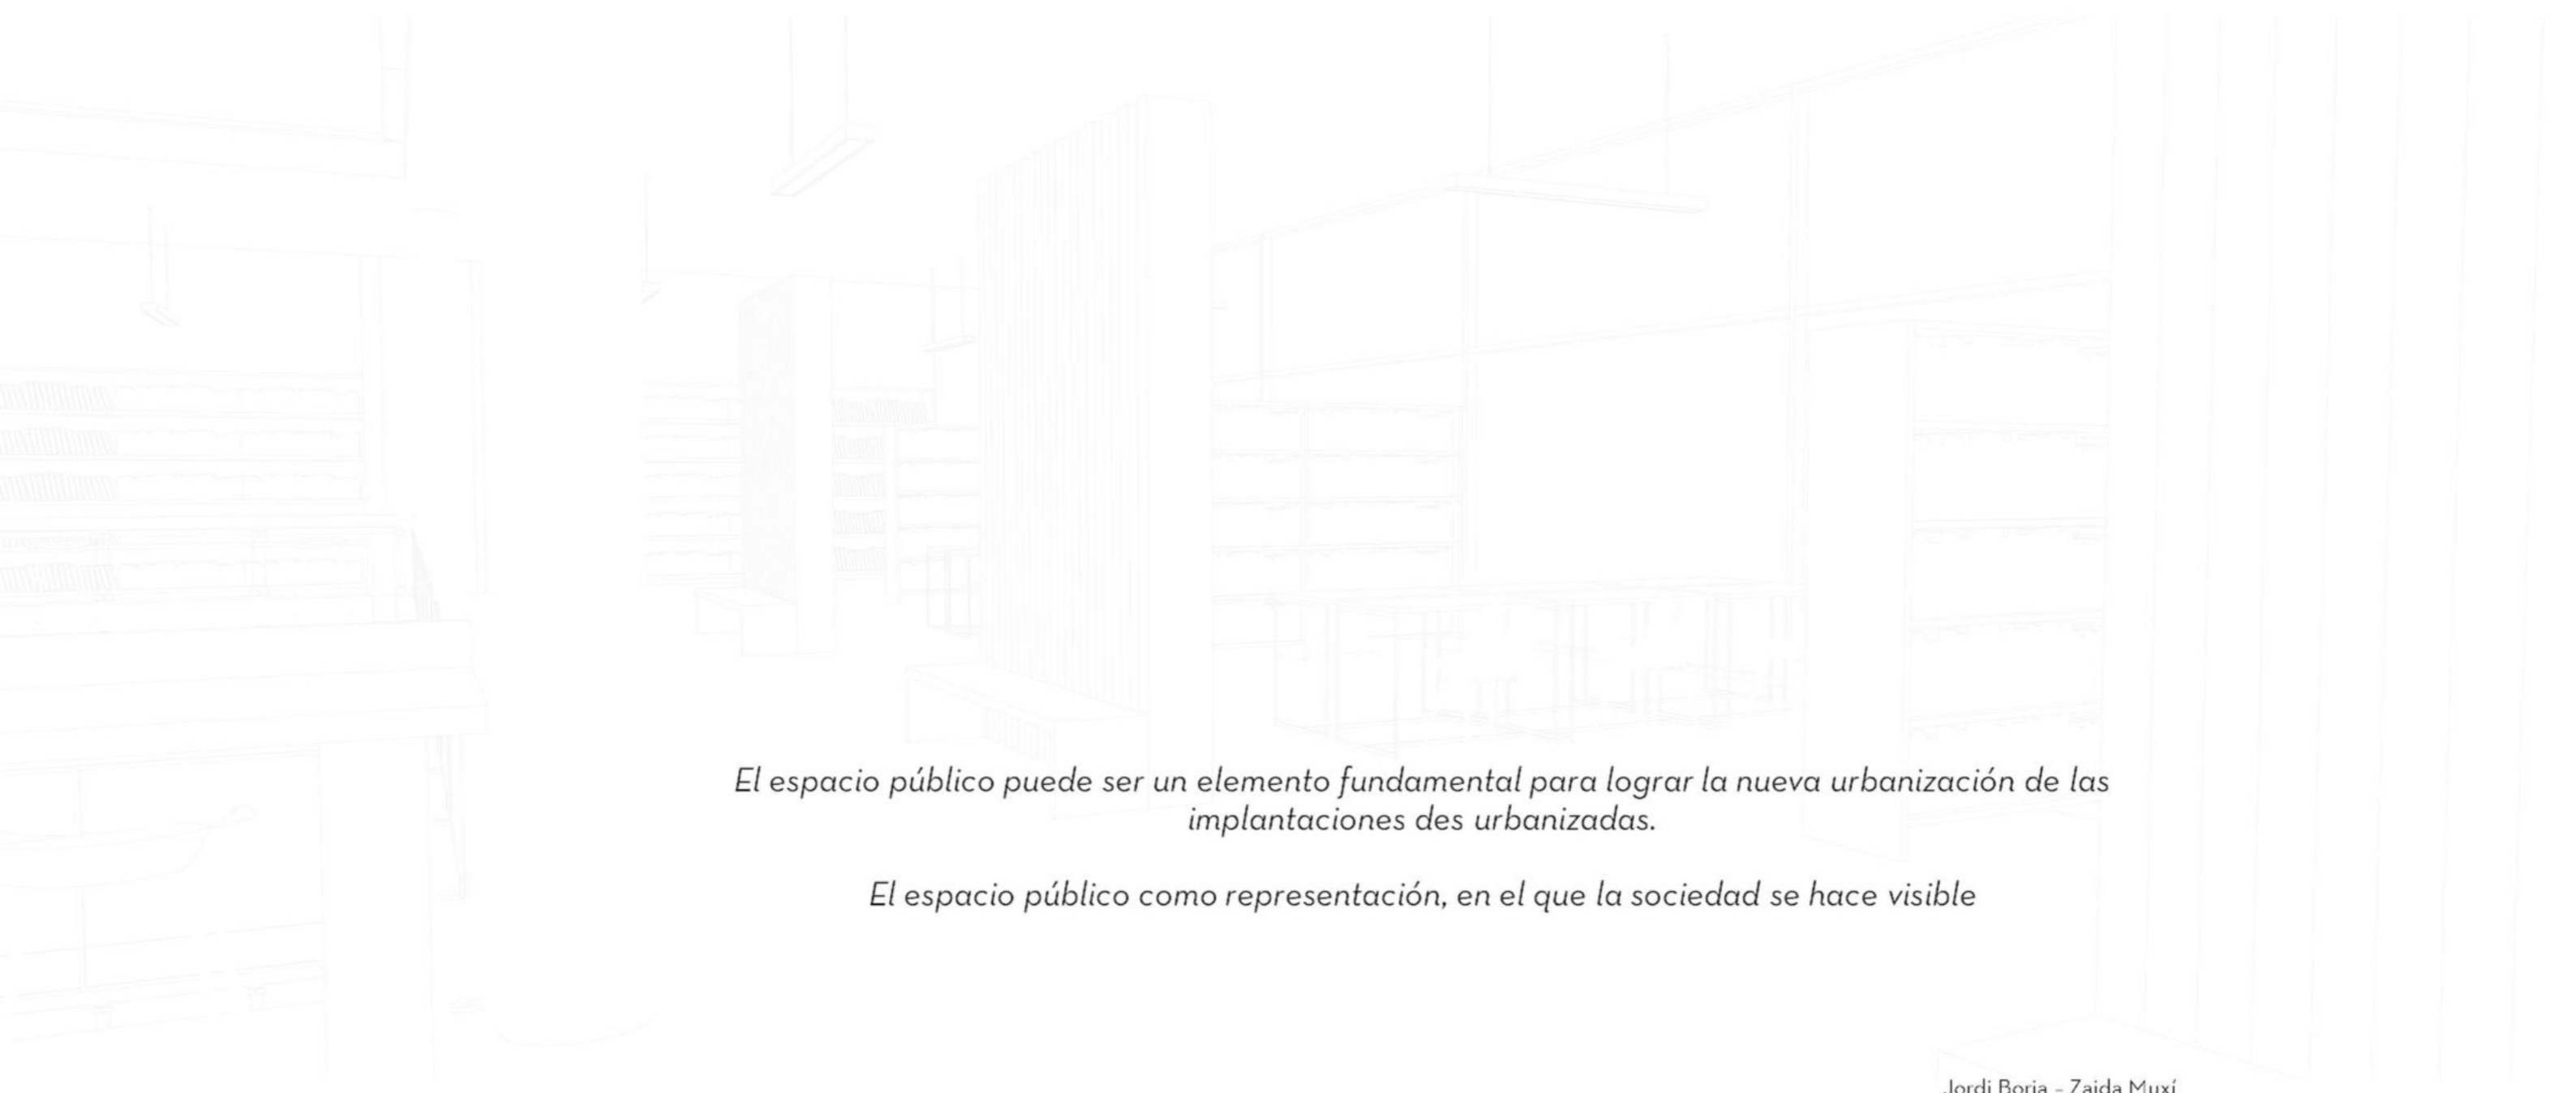 El espacio público puede ser un elemento fundamental para lograr la nueva urbanización de las
implantaciones des urbanizadas.
El espacio público como representación, en el que la sociedad se hace visible
Jordi Borja – Zaida Muxí